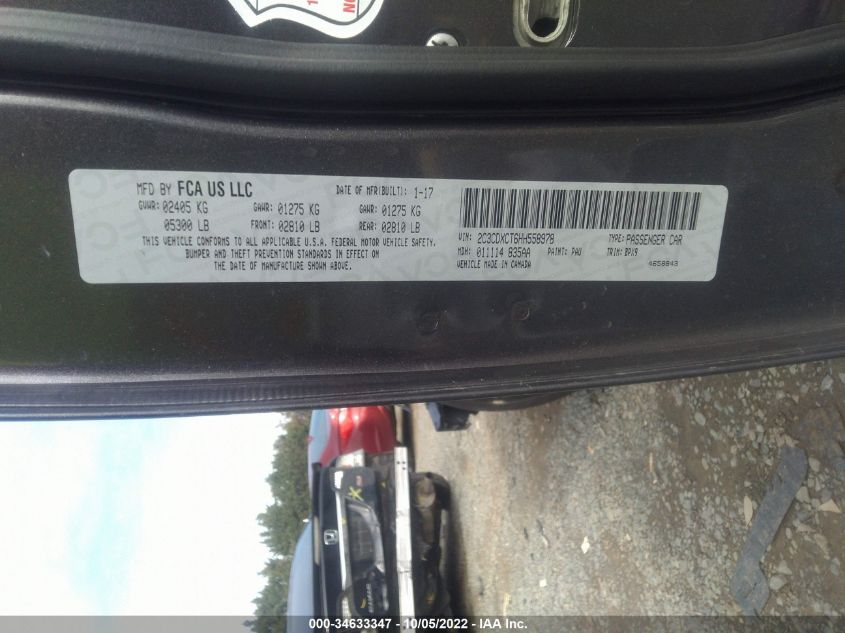 MFD BY FCA US LLC
DATE OF MFR(BUILT): 1-17
GVWR: 02405 KG
GAWR: 01275 KG
GAWR: 01275 KG
05300 LB
FRONT: 02810 LB
REAR: 02810 LB
THIS VEHICLE CONFORMS TO ALL APPLICABLE U.S.A. FEDERAL MOTOR VEHICLE SAFETY,
BUMPER AND THEFT PREVENTION STANDARDS IN EFFECT ON
THE DATE OF MANUFACTURE SHOWN ABOVE.
VIN: 2C3CDXCT6HH558978
TYPE: PASSENGER CAR
MDH: 011114 835AA
PAINT: PAU
TRIM: BPX9
VEHICLE MADE IN CANADA
4658843
000-34633347 - 10/05/2022 - IAA Inc.